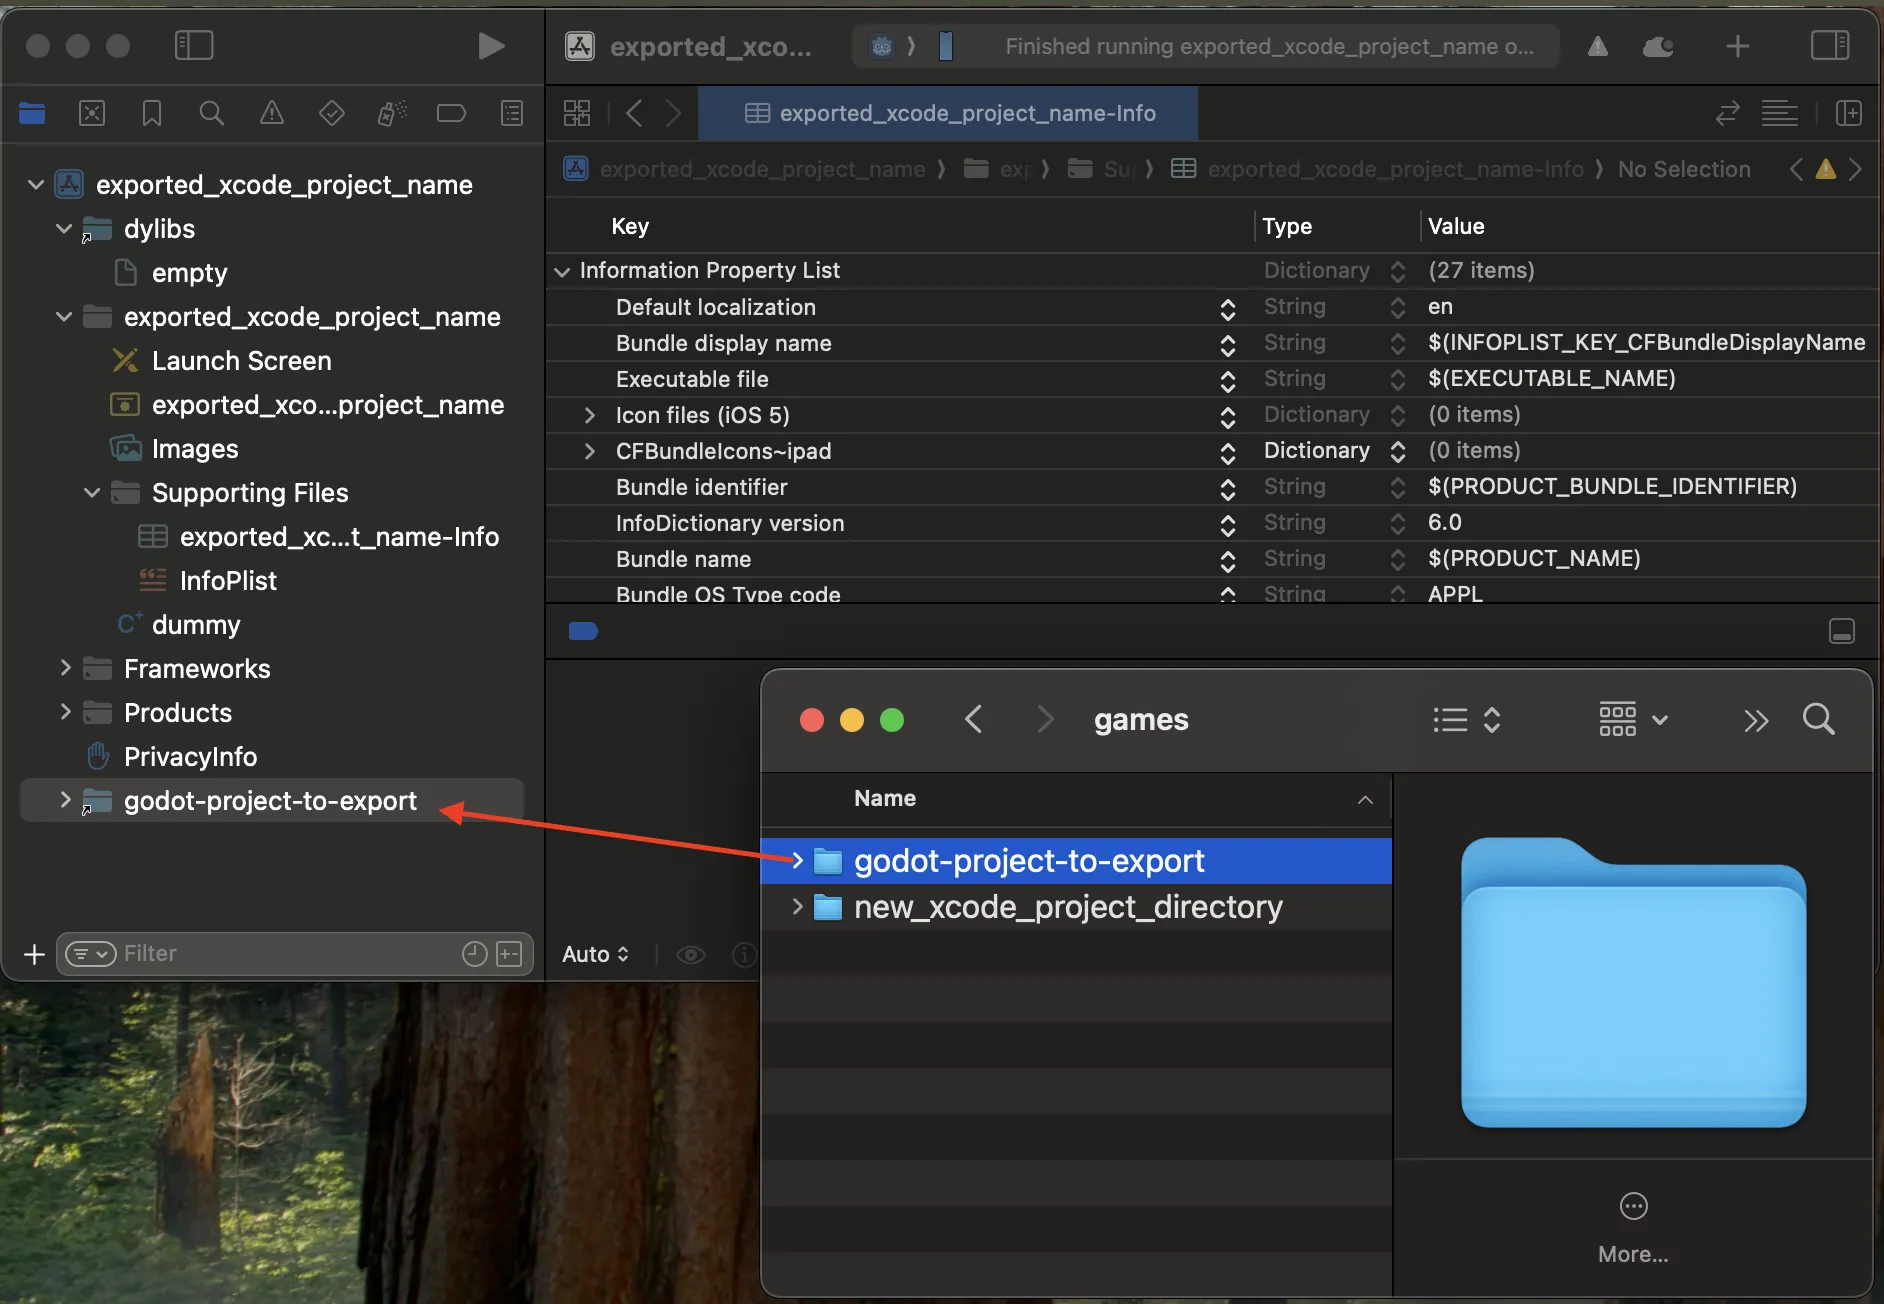 exported_xco...
Finished running exported_xcode_project_name o...
exported_xcode_project_name-Info
exported_xcode_project_name
Su
exported_xcode_project_name-Info
No Selection
exported_xcode_project_name
dylibs
empty
exported_xcode_project_name
Launch Screen
exported_xco...project_name
Images
Supporting Files
exported_xc...t_name-Info
InfoPlist
dummy
Frameworks
Products
PrivacyInfo
godot-project-to-export
Filter
Key Type Value
Information Property List Dictionary (27 items)
Default localization String en
Bundle display name String $(INFOPLIST_KEY_CFBundleDisplayName
Executable file String $(EXECUTABLE_NAME)
Icon files (iOS 5) Dictionary (0 items)
CFBundleIcons~ipad Dictionary (0 items)
Bundle identifier String $(PRODUCT_BUNDLE_IDENTIFIER)
InfoDictionary version String 6.0
Bundle name String $(PRODUCT_NAME)
Bundle OS Type code String APPL
Auto
games
Name
godot-project-to-export
new_xcode_project_directory
More...